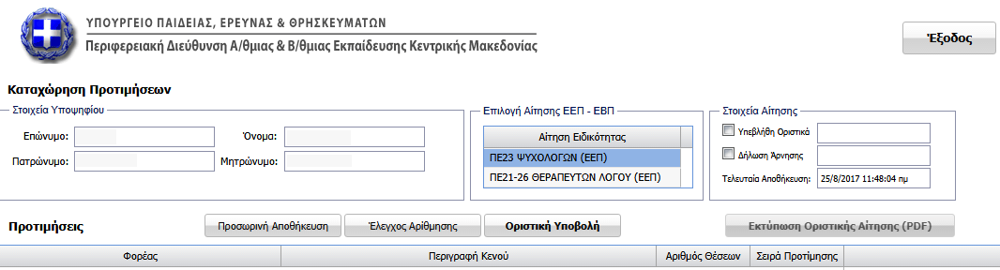 ΥΠΟΥΡΓΕΙΟ ΠΑΙΔΕΙΑΣ, ΕΡΕΥΝΑΣ & ΘΡΗΣΚΕΥΜΑΤΩΝ
Περιφερειακή Διεύθυνση Α/θμιας & Β/θμιας Εκπαίδευσης Κεντρικής Μακεδονίας
Έξοδος
Καταχώρηση Προτιμήσεων
Στοιχεία Υποψηφίου
Επώνυμο:
Όνομα:
Πατρώνυμο:
Μητρώνυμο:
Επιλογή Αίτησης ΕΕΠ - ΕΒΠ
Αίτηση Ειδικότητας
ΠΕ23 ΨΥΧΟΛΟΓΩΝ (ΕΕΠ)
ΠΕ21-26 ΘΕΡΑΠΕΥΤΩΝ ΛΟΓΟΥ (ΕΕΠ)
Στοιχεία Αίτησης
Υπεβλήθη Οριστικά
Δήλωση Άρνησης
Τελευταία Αποθήκευση: 25/8/2017 11:48:04 πμ
Προτιμήσεις
Προσωρινή Αποθήκευση
Έλεγχος Αρίθμησης
Οριστική Υποβολή
Εκτύπωση Οριστικής Αίτησης (PDF)
Φορέας
Περιγραφή Κενού
Αριθμός Θέσεων
Σειρά Προτίμησης